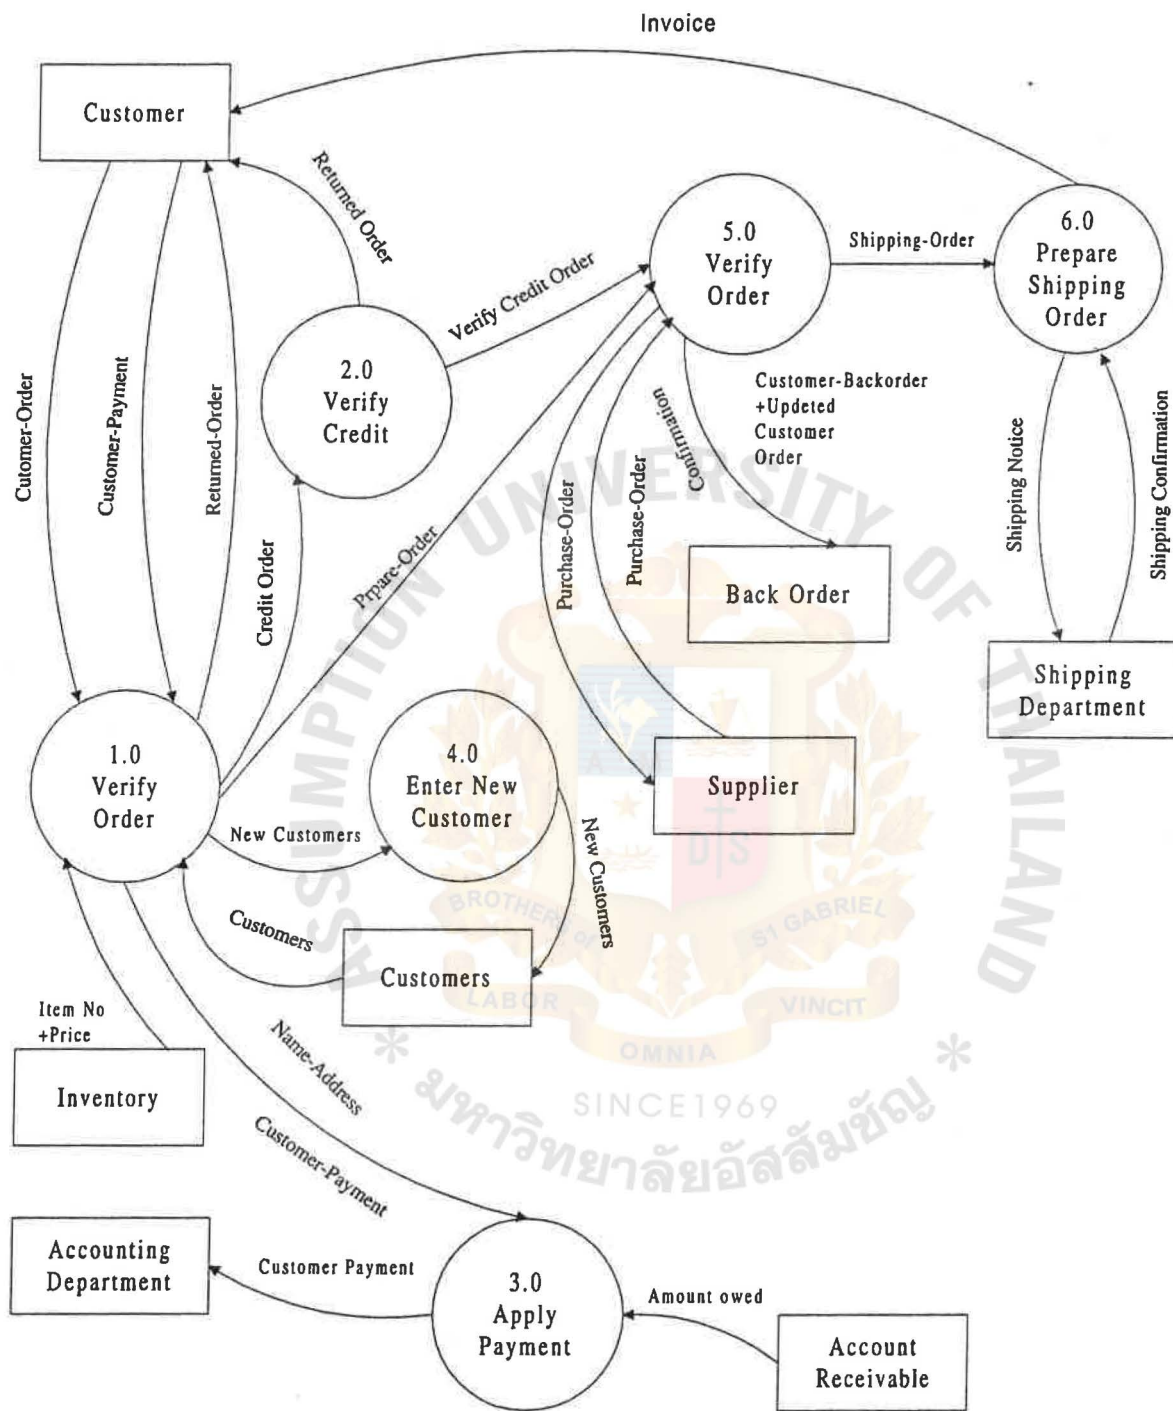 Invoice
Customer
Returned Order
5.0
Verify
Order
Shipping-Order
6.0
Prepare
Shipping
Order
Verify Credit Order
2.0
Verify
Credit
Cutomer-Order
Customer-Payment
Returned-Order
Credit Order
Prpare-Order
Purchase-Order
Purchase-Order
Confirmation
Customer-Backorder
+Updeted
Customer
Order
Shipping Notice
Shipping Confirmation
Back Order
Shipping
Department
1.0
Verify
Order
4.0
Enter New
Customer
Supplier
New Customers
New Customers
Customers
Customers
Item No
+Price
Inventory
Name-Address
Customer-Payment
Accounting
Department
Customer Payment
3.0
Apply
Payment
Amount owed
Account
Receivable
ASSUMPTION UNIVERSITY OF THAILAND
D S
BROTHERS of ST GABRIEL
LABOR
OMNIA
VINCIT
SINCE1969
* มหาวิทยาลัยอัสสัมชัญ *